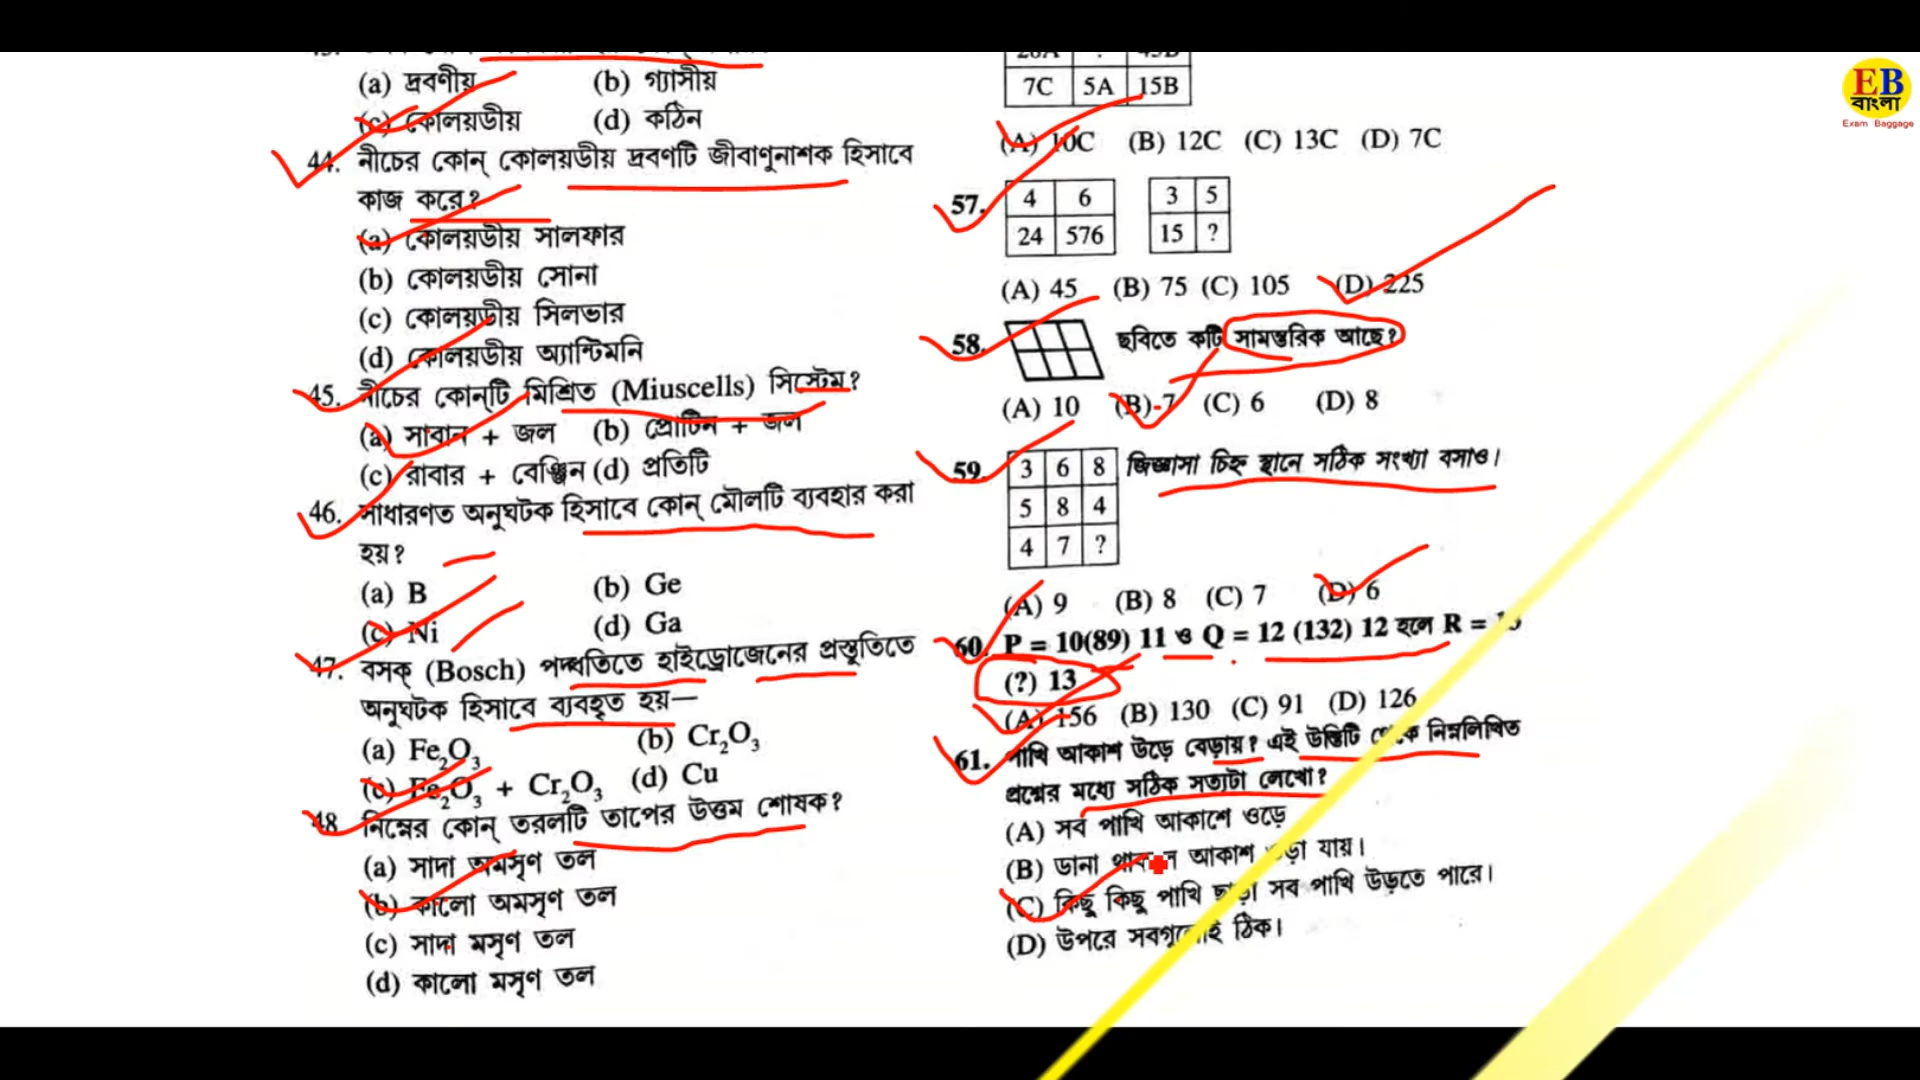 (a) দ্রবণীয় (b) গ্যাসীয়
(c) কোলয়ডীয় (d) কঠিন
44. নীচের কোন্ কোলয়ডীয় দ্রবণটি জীবাণুনাশক হিসাবে
কাজ করে?
(a) কোলয়ডীয় সালফার
(b) কোলয়ডীয় সোনা
(c) কোলয়ডীয় সিলভার
(d) কোলয়ডীয় অ্যান্টিমনি
45. নীচের কোন্‌টি মিশ্রিত (Miuscells) সিস্টেম?
(a) সাবান + জল (b) প্রোটিন + জল
(c) রাবার + বেঞ্জিন (d) প্রতিটি
46. সাধারণত অনুঘটক হিসাবে কোন্ মৌলটি ব্যবহার করা
হয়?
(a) B (b) Ge
(c) Ni (d) Ga
47. বসক্ (Bosch) পদ্ধতিতে হাইড্রোজেনের প্রস্তুতিতে
অনুঘটক হিসাবে ব্যবহৃত হয়—
(a) Fe₂O₃ (b) Cr₂O₃
(c) Fe₂O₃ + Cr₂O₃ (d) Cu
48. নিম্নের কোন্ তরলটি তাপের উত্তম শোষক?
(a) সাদা অমসৃণ তল
(b) কালো অমসৃণ তল
(c) সাদা মসৃণ তল
(d) কালো মসৃণ তল
7C 5A 15B
(A) 10C (B) 12C (C) 13C (D) 7C
57. 4 6 3 5
24 576 15 ?
(A) 45 (B) 75 (C) 105 (D) 225
58. ছবিতে কটি সামন্তরিক আছে?
(A) 10 (B) 7 (C) 6 (D) 8
59. 3 6 8 জিজ্ঞাসা চিহ্ন স্থানে সঠিক সংখ্যা বসাও।
5 8 4
4 7 ?
(A) 9 (B) 8 (C) 7 (D) 6
60. P = 10(89) 11 ও Q = 12 (132) 12 হলে R =
(?) 13
(A) 156 (B) 130 (C) 91 (D) 126
61. পাখি আকাশ উড়ে বেড়ায়? এই উক্তিটি থেকে নিম্নলিখিত
প্রশ্নের মধ্যে সঠিক সত্যটা লেখো?
(A) সব পাখি আকাশে ওড়ে
(B) ডানা থাকলে আকাশ ওড়া যায়।
(C) কিছু কিছু পাখি ছাড়া সব পাখি উড়তে পারে।
(D) উপরে সবগুলোই ঠিক।
EB
বাংলা
Exam Baggage